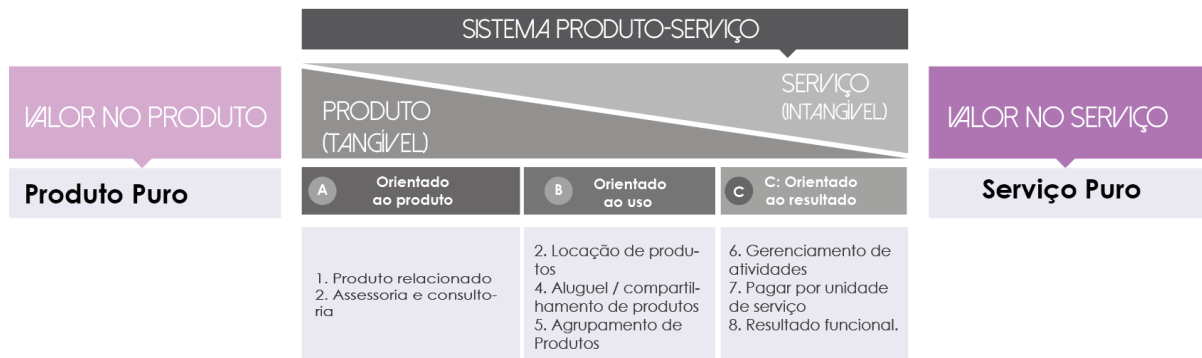 SISTEMA PRODUTO-SERVIÇO
VALOR NO PRODUTO
Produto Puro
PRODUTO
(TANGÍVEL)
SERVIÇO
(INTANGÍVEL)
VALOR NO SERVIÇO
Serviço Puro
A
Orientado
ao produto
B
Orientado
ao uso
C
C: Orientado
ao resultado
1. Produto relacionado
2. Assessoria e consulto-
ria
2. Locação de produ-
tos
4. Aluguel / comparti-
lhamento de produtos
5. Agrupamento de
Produtos
6. Gerenciamento de
atividades
7. Pagar por unidade
de serviço
8. Resultado funcional.